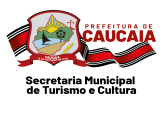 PREFEITURA DE
CAUCAIA
Secretaria Municipal
de Turismo e Cultura